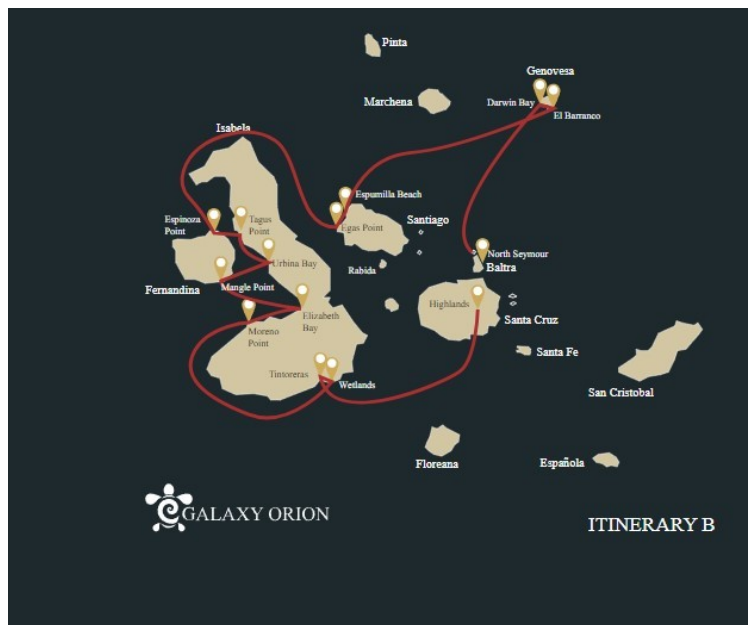 Pinta
Genovesa
Marchena
Darwin Bay
El Barranco
Isabela
Espumilla Beach
Espinoza
Point
Tagus
Point
Egas Point
Santiago
Urbina Bay
Rabida
North Seymour
Baltra
Fernandina
Mangle Point
Highlands
Elizabeth
Bay
Moreno
Point
Santa Cruz
Santa Fe
Tintoreras
Wetlands
San Cristobal
Floreana
Española
GALAXY ORION
ITINERARY B